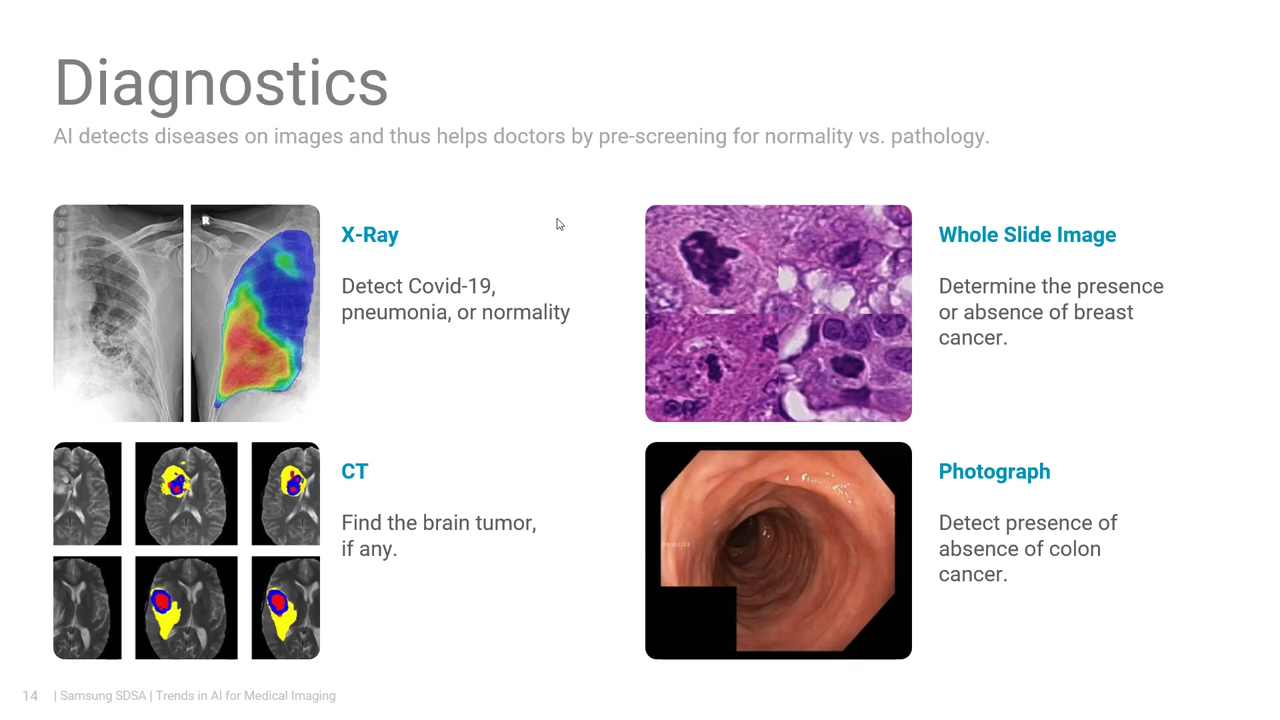 Diagnostics
AI detects diseases on images and thus helps doctors by pre-screening for normality vs. pathology.
R
X-Ray
Detect Covid-19,
pneumonia, or normality
Whole Slide Image
Determine the presence
or absence of breast
cancer.
CT
Find the brain tumor,
if any.
Photograph
Detect presence of
absence of colon
cancer.
14 | Samsung SDSA | Trends in AI for Medical Imaging